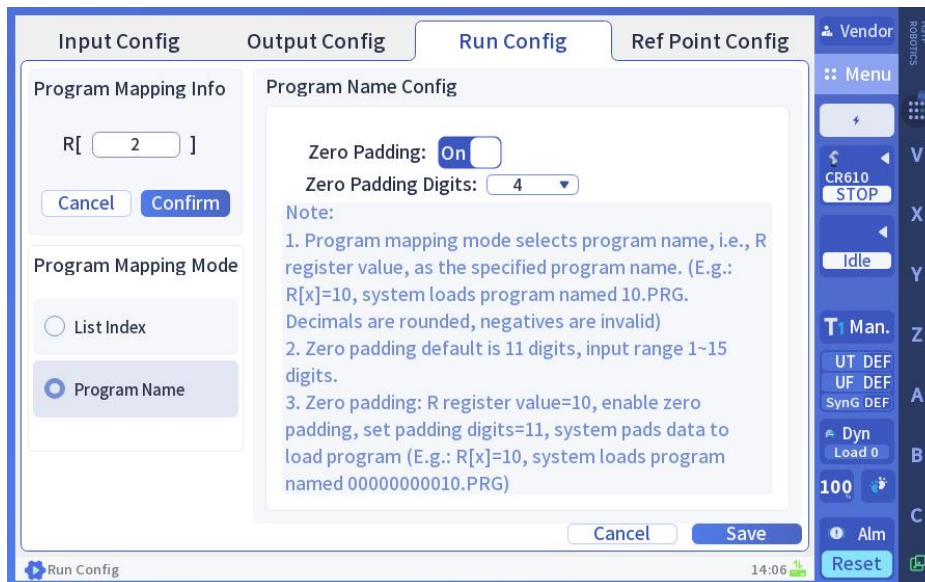 Input Config
Output Config
Run Config
Ref Point Config
Program Mapping Info
R[ 2 ]
Cancel
Confirm
Program Mapping Mode
List Index
Program Name
Program Name Config
Zero Padding: On
Zero Padding Digits: 4
Note:
1. Program mapping mode selects program name, i.e., R
register value, as the specified program name. (E.g.:
R[x]=10, system loads program named 10.PRG.
Decimals are rounded, negatives are invalid)
2. Zero padding default is 11 digits, input range 1~15
digits.
3. Zero padding: R register value=10, enable zero
padding, set padding digits=11, system pads data to
load program (E.g.: R[x]=10, system loads program
named 00000000010.PRG)
Cancel
Save
Run Config
14:06
Vendor
Menu
CR610
STOP
Idle
T1 Man.
UT DEF
UF DEF
SynG DEF
Dyn
Load 0
100 %
Alm
Reset
ROBOTICS
V
X
Y
Z
A
B
C